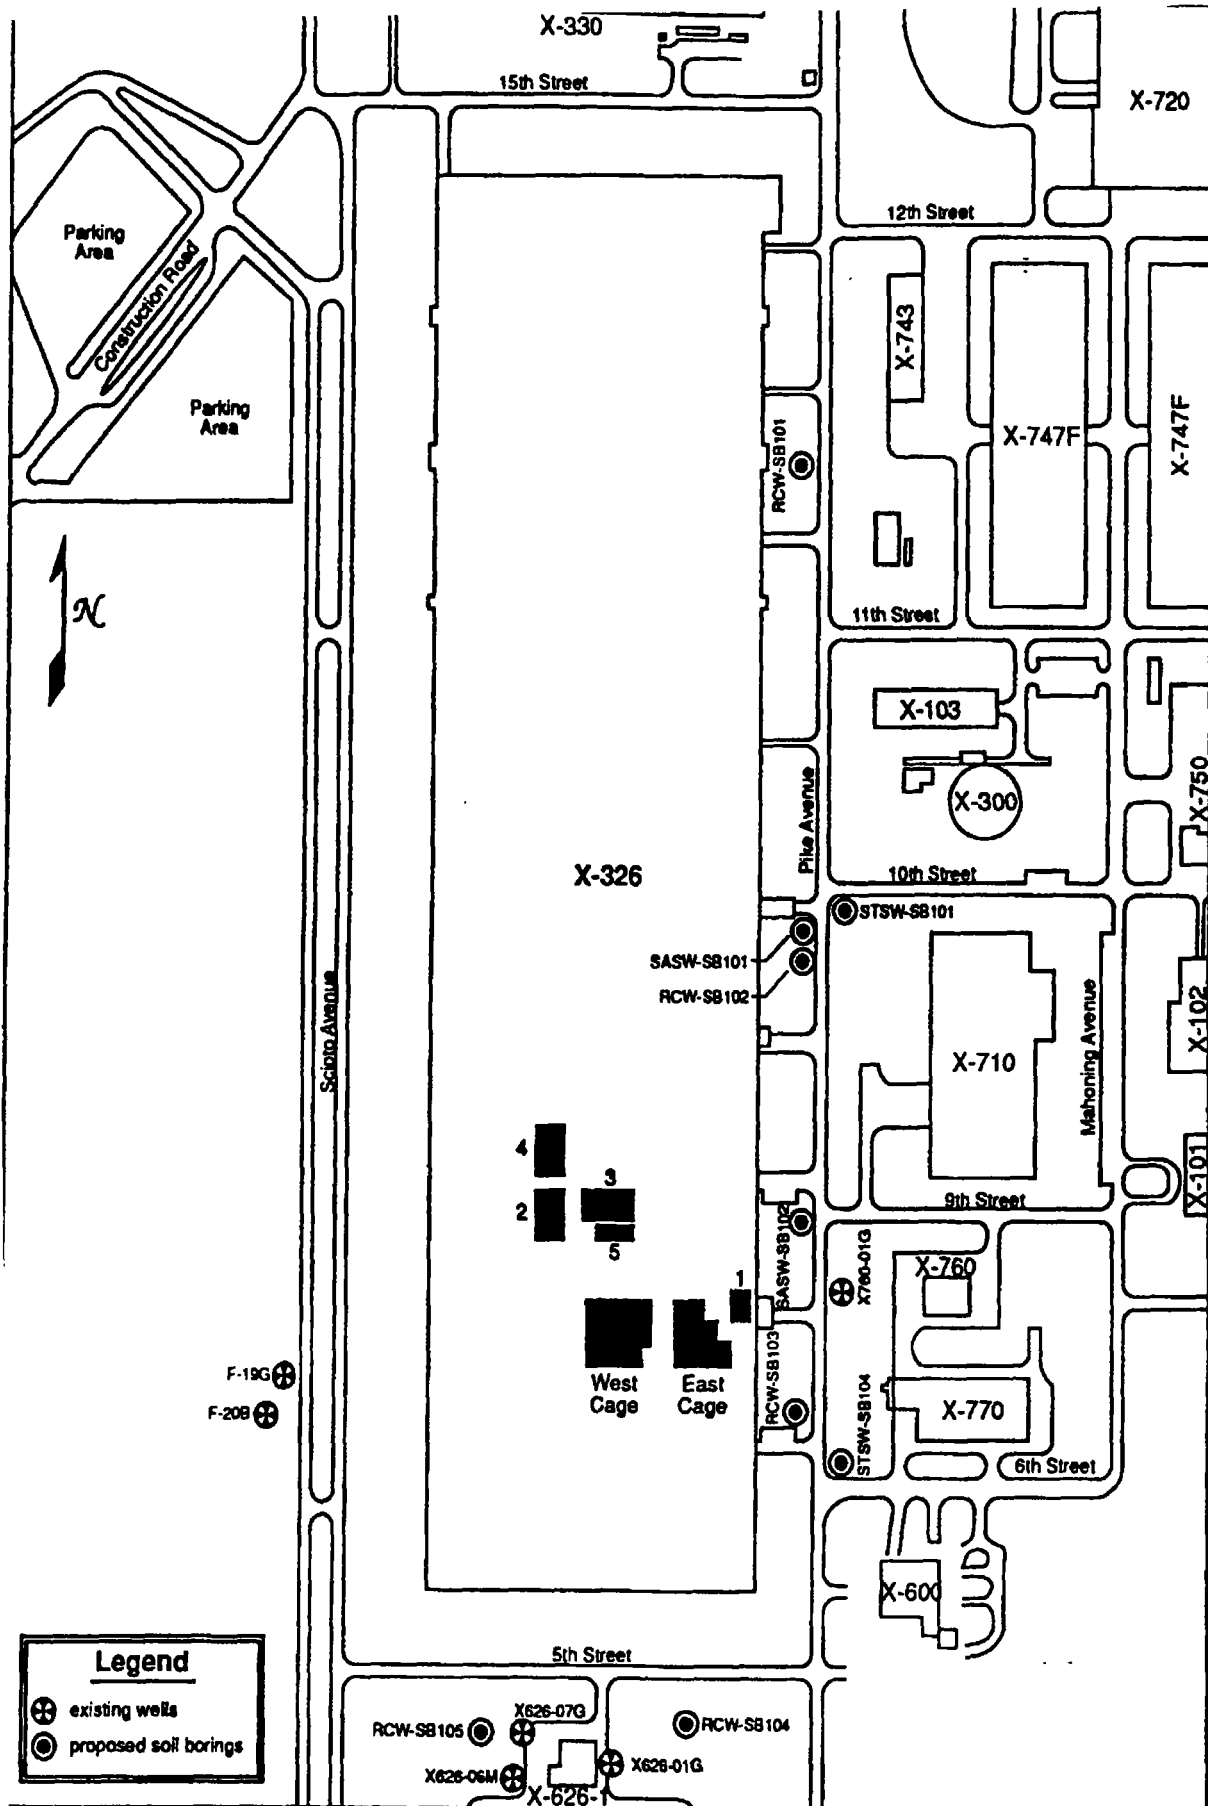 X-330
15th Street
X-720
12th Street
Parking
Area
Construction Road
Parking
Area
X-743
X-747F
X-747F
RCW-SB101
N
11th Street
X-103
X-300
X-750
Pike Avenue
X-326
10th Street
STSW-SB101
SASW-SB101
RCW-SB102
Scioto Avenue
X-710
Mahoning Avenue
X-102
X-101
4
3
2
5
9th Street
SASW-SB102
X760-01G
X-760
1
F-19G
F-20B
West
Cage
East
Cage
RCW-SB103
STSW-SB104
X-770
6th Street
X-600
5th Street
Legend
existing wells
proposed soil borings
RCW-SB105
X626-07G
RCW-SB104
X626-06M
X626-01G
X-626-1